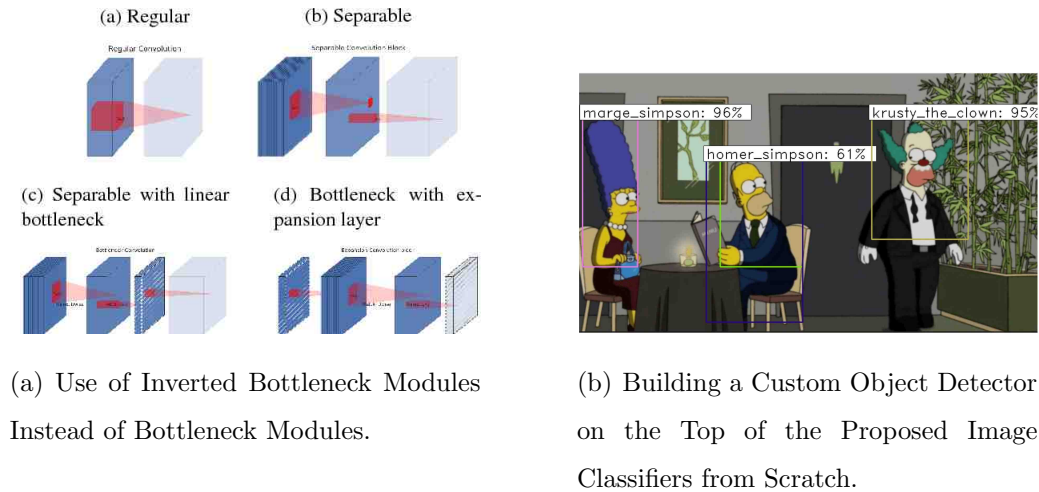 (a) Regular
(b) Separable
Regular Convolution
Separable Convolution Block
(c) Separable with linear
bottleneck
(d) Bottleneck with ex-
pansion layer
Bottleneck Convolution
Expansion Convolution
marge_simpson: 96%
krusty_the_clown: 95%
homer_simpson: 61%
(a) Use of Inverted Bottleneck Modules
Instead of Bottleneck Modules.
(b) Building a Custom Object Detector
on the Top of the Proposed Image
Classifiers from Scratch.